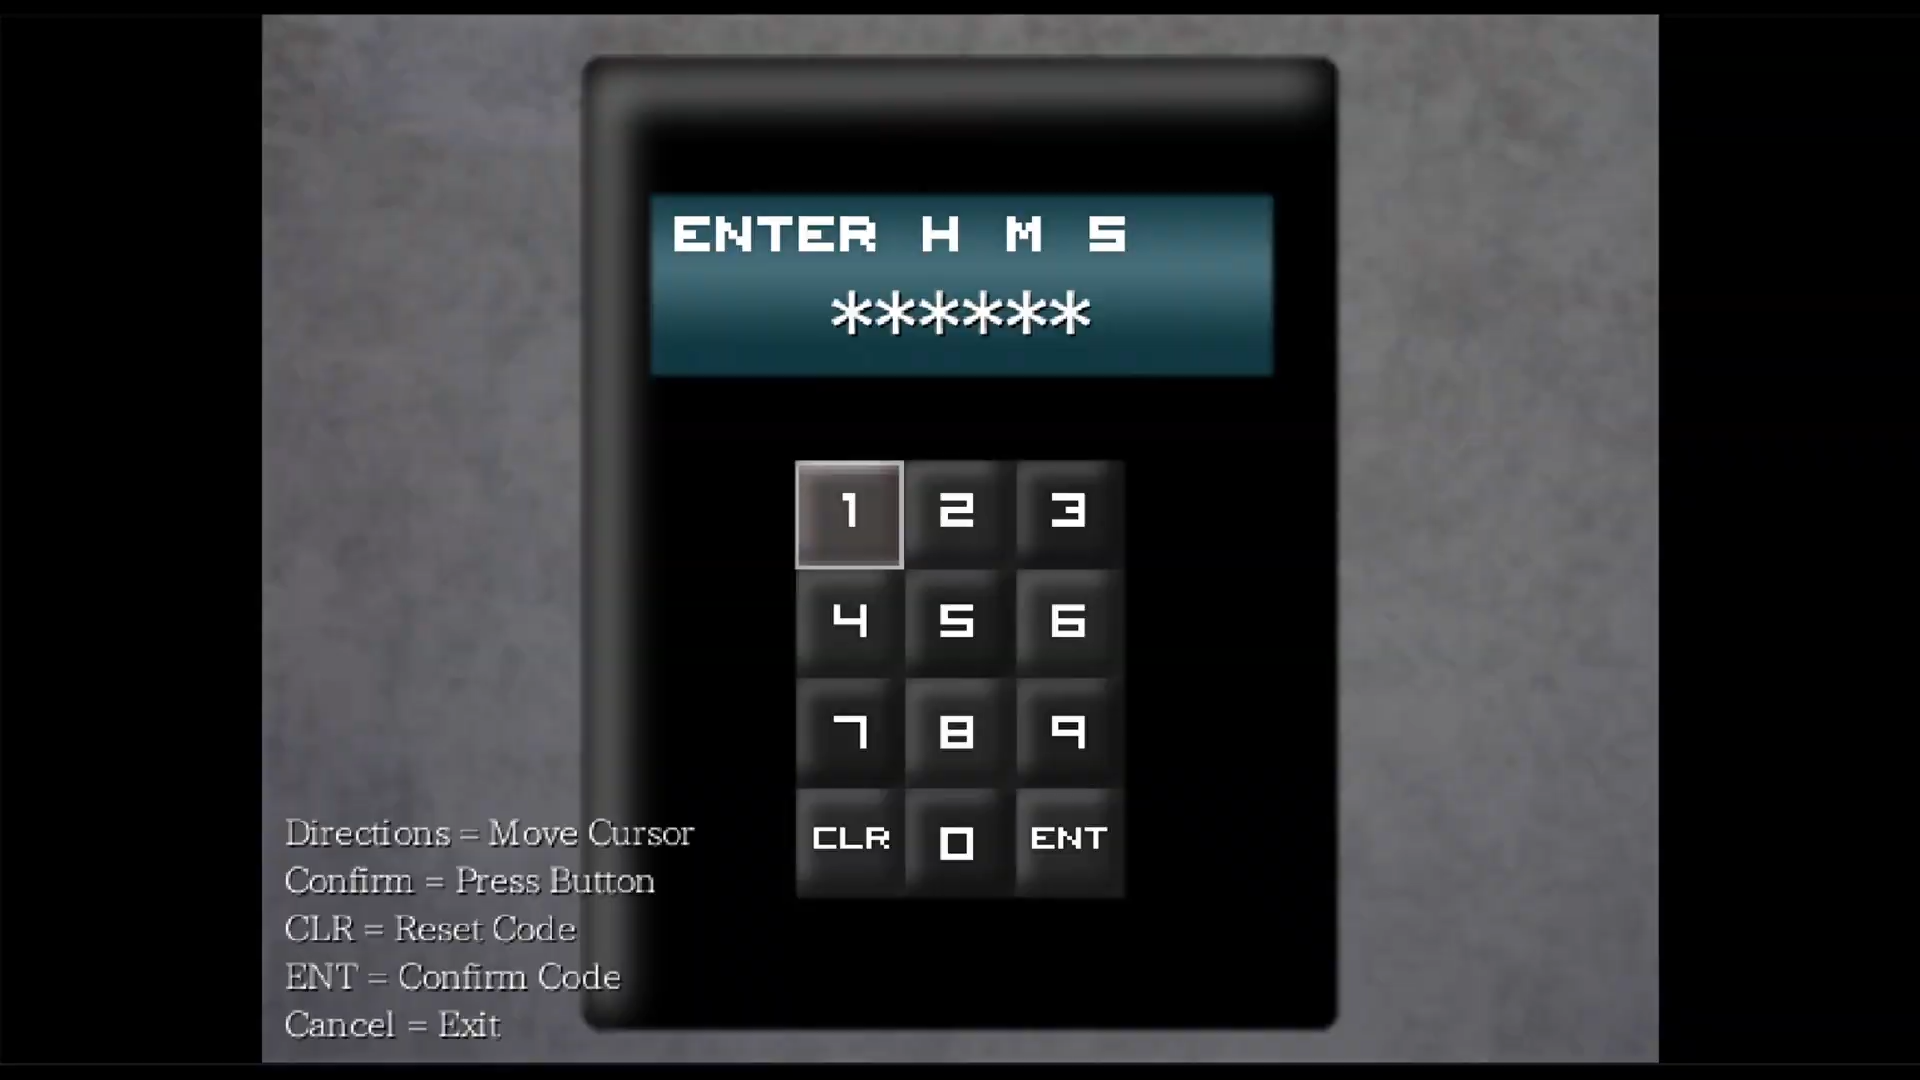 ENTER H M S
******
1 2 3
4 5 6
7 8 9
CLR 0 ENT
Directions = Move Cursor
Confirm = Press Button
CLR = Reset Code
ENT = Confirm Code
Cancel = Exit